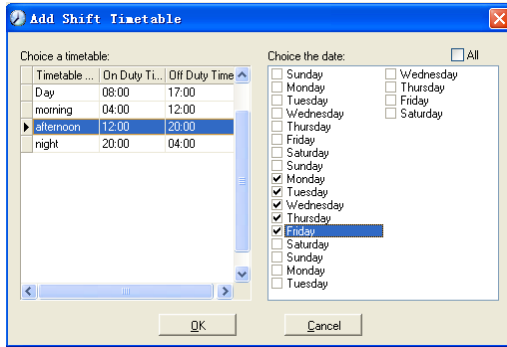 Add Shift Timetable
Choice a timetable:
Timetable ... On Duty Ti... Off Duty Time
Day 08:00 17:00
morning 04:00 12:00
afternoon 12:00 20:00
night 20:00 04:00
Choice the date:
All
Sunday
Monday
Tuesday
Wednesday
Thursday
Friday
Saturday
Sunday
Monday
Tuesday
Wednesday
Thursday
Friday
Saturday
Sunday
Monday
Tuesday
Wednesday
Thursday
Friday
Saturday
OK
Cancel